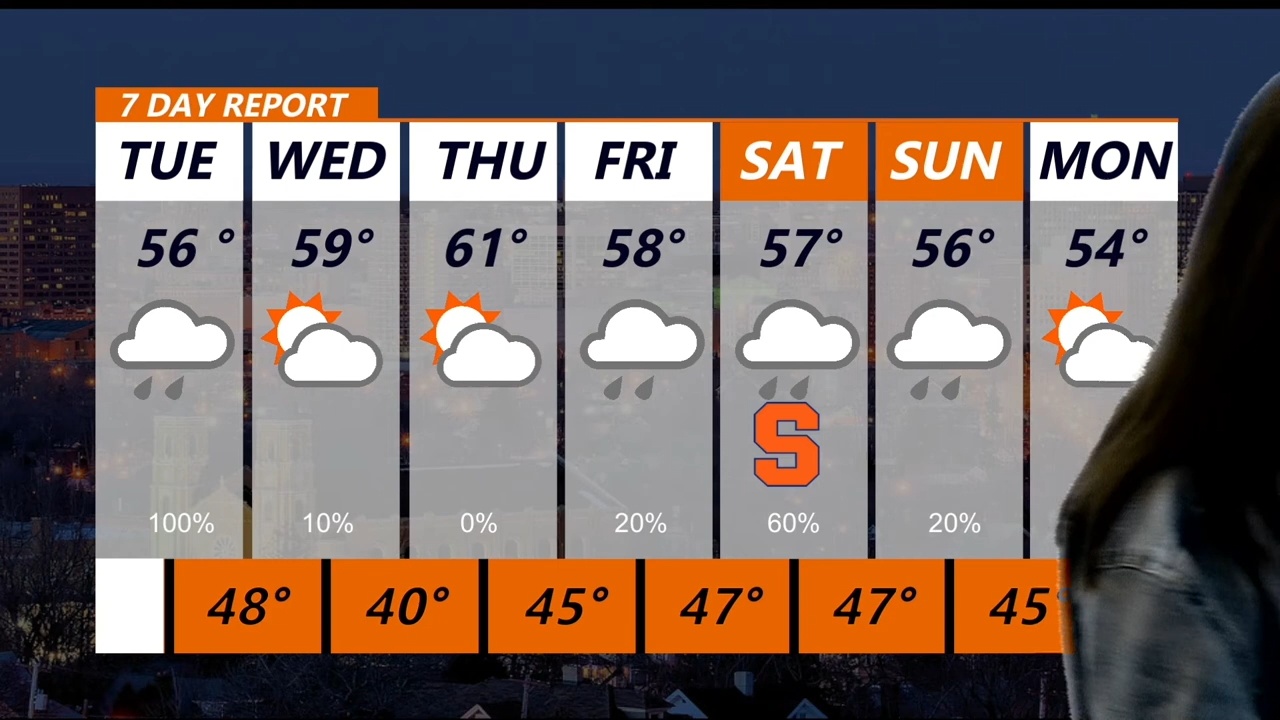 7 DAY REPORT
TUE WED THU FRI SAT SUN MON
56 ° 59° 61° 58° 57° 56° 54°
S
100% 10% 0% 20% 60% 20%
48° 40° 45° 47° 47° 45°